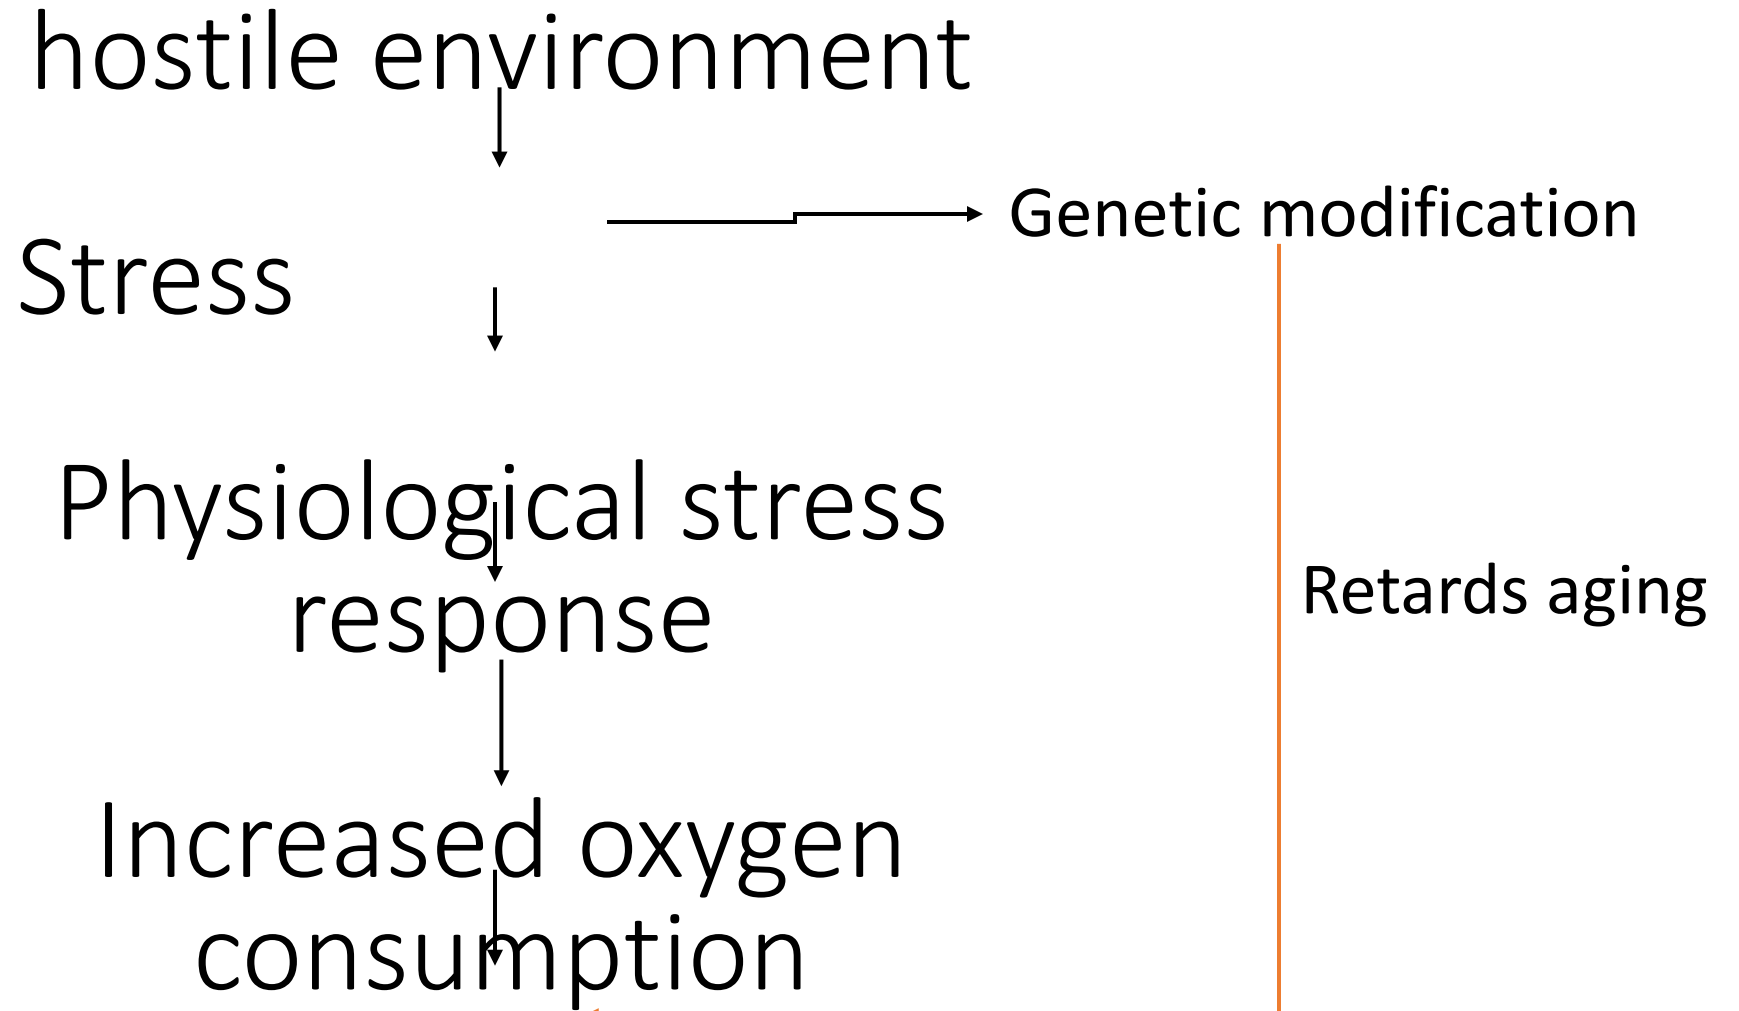 hostile environment
Genetic modification
Stress
Physiological stress
response
Retards aging
Increased oxygen
consumption